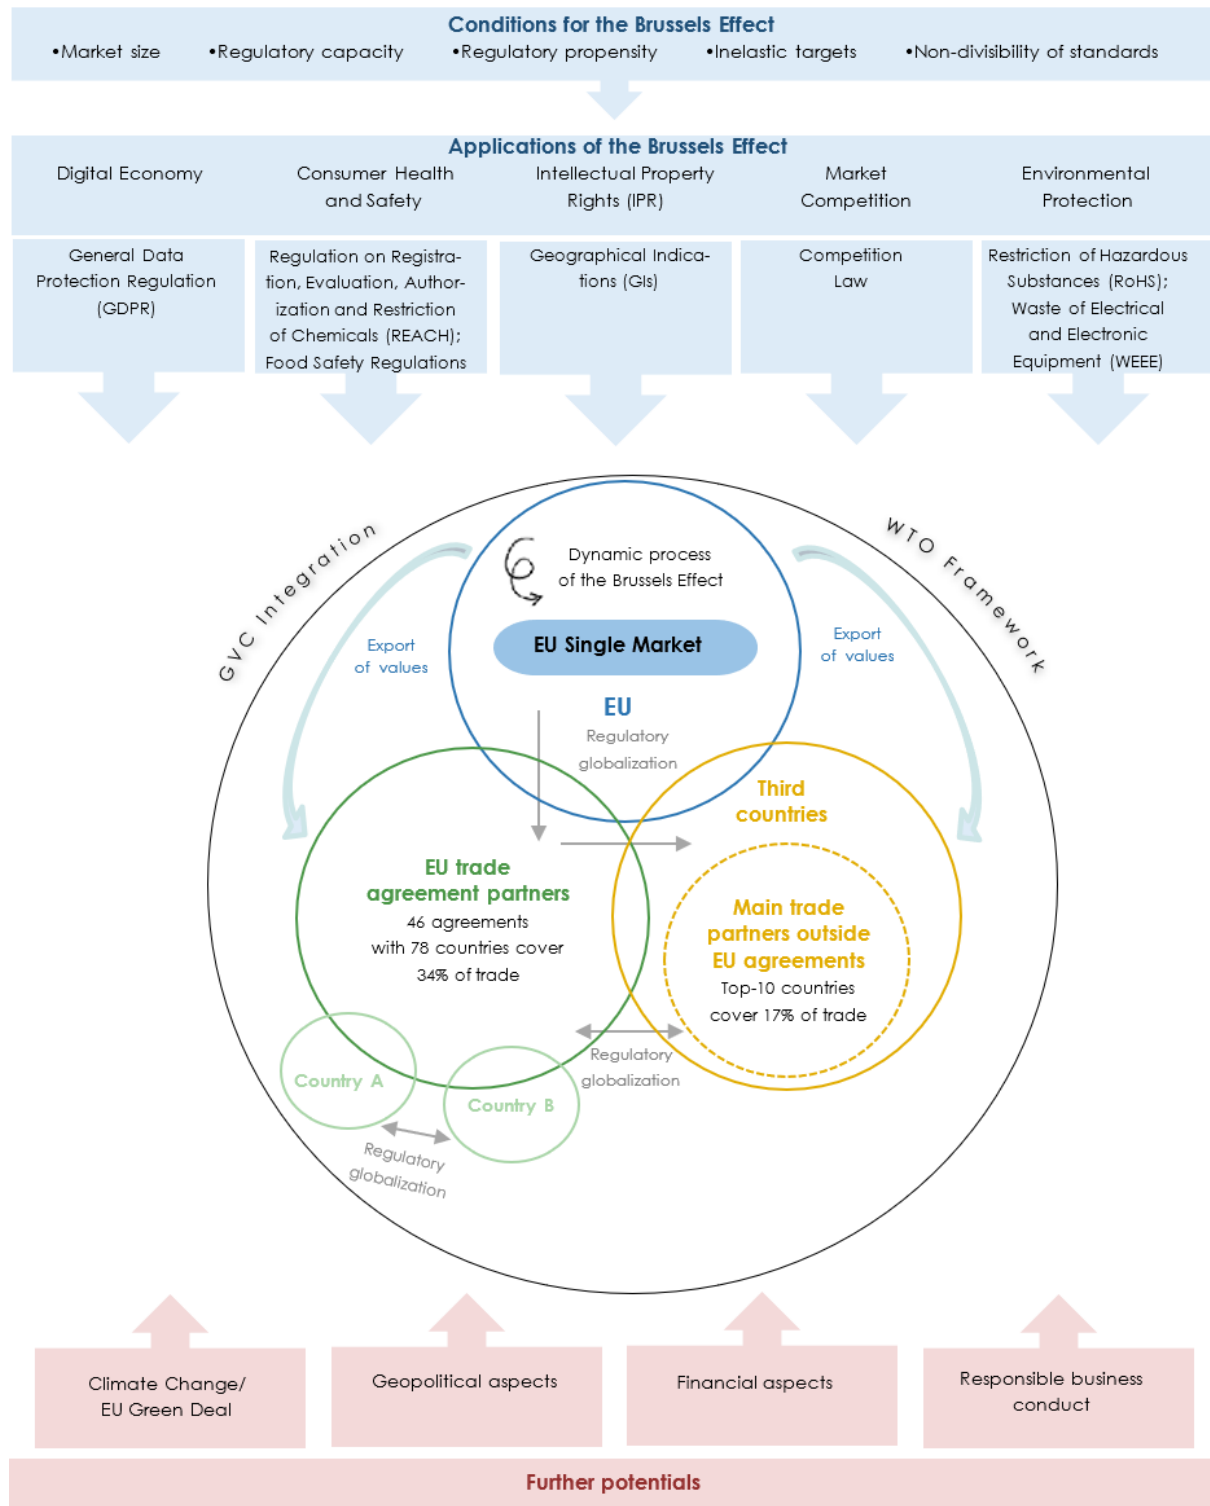 Conditions for the Brussels Effect
•Market size •Regulatory capacity •Regulatory propensity •Inelastic targets •Non-divisibility of standards
Applications of the Brussels Effect
Digital Economy
Consumer Health
and Safety
Intellectual Property
Rights (IPR)
Market
Competition
Environmental
Protection
General Data
Protection Regulation
(GDPR)
Regulation on Registra-
tion, Evaluation, Author-
ization and Restriction
of Chemicals (REACH);
Food Safety Regulations
Geographical Indica-
tions (GIs)
Competition
Law
Restriction of Hazardous
Substances (RoHS);
Waste of Electrical
and Electronic
Equipment (WEEE)
GVC Integration
WTO Framework
Dynamic process
of the Brussels Effect
EU Single Market
Export
of values
Export
of values
EU
Regulatory
globalization
Third
countries
EU trade
agreement partners
46 agreements
with 78 countries cover
34% of trade
Main trade
partners outside
EU agreements
Top-10 countries
cover 17% of trade
Regulatory
globalization
Country A
Country B
Regulatory
globalization
Climate Change/
EU Green Deal
Geopolitical aspects
Financial aspects
Responsible business
conduct
Further potentials